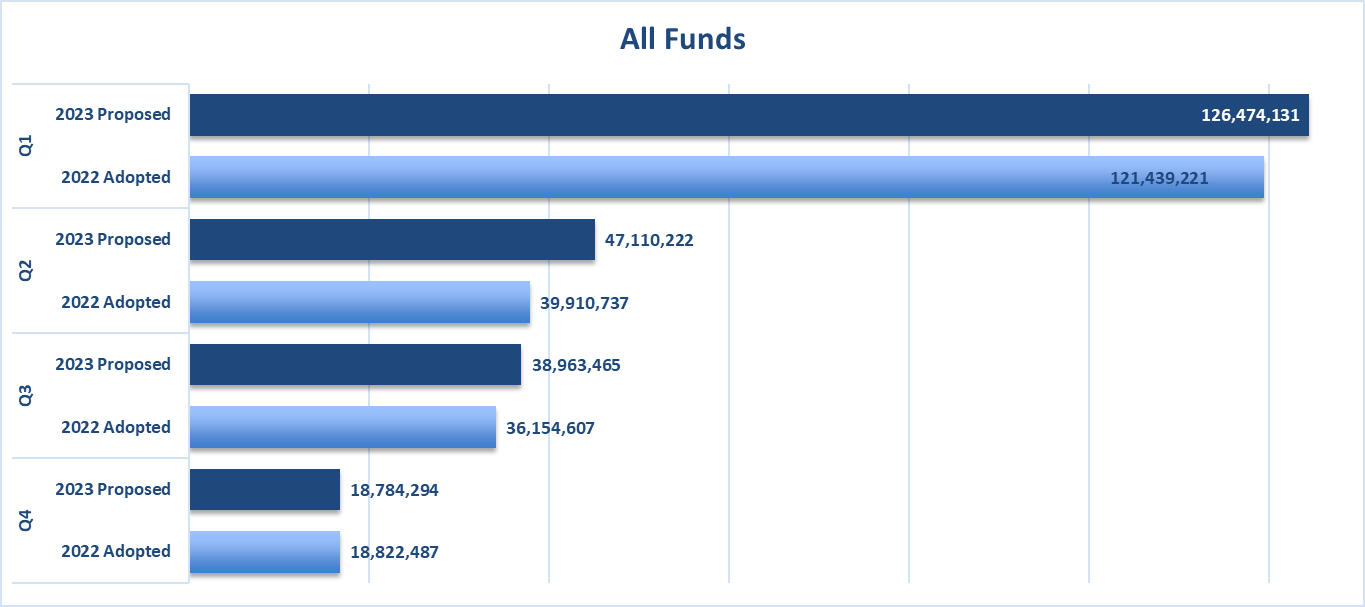 All Funds
Q1
2023 Proposed
126,474,131
2022 Adopted
121,439,221
Q2
2023 Proposed
47,110,222
2022 Adopted
39,910,737
Q3
2023 Proposed
38,963,465
2022 Adopted
36,154,607
Q4
2023 Proposed
18,784,294
2022 Adopted
18,822,487